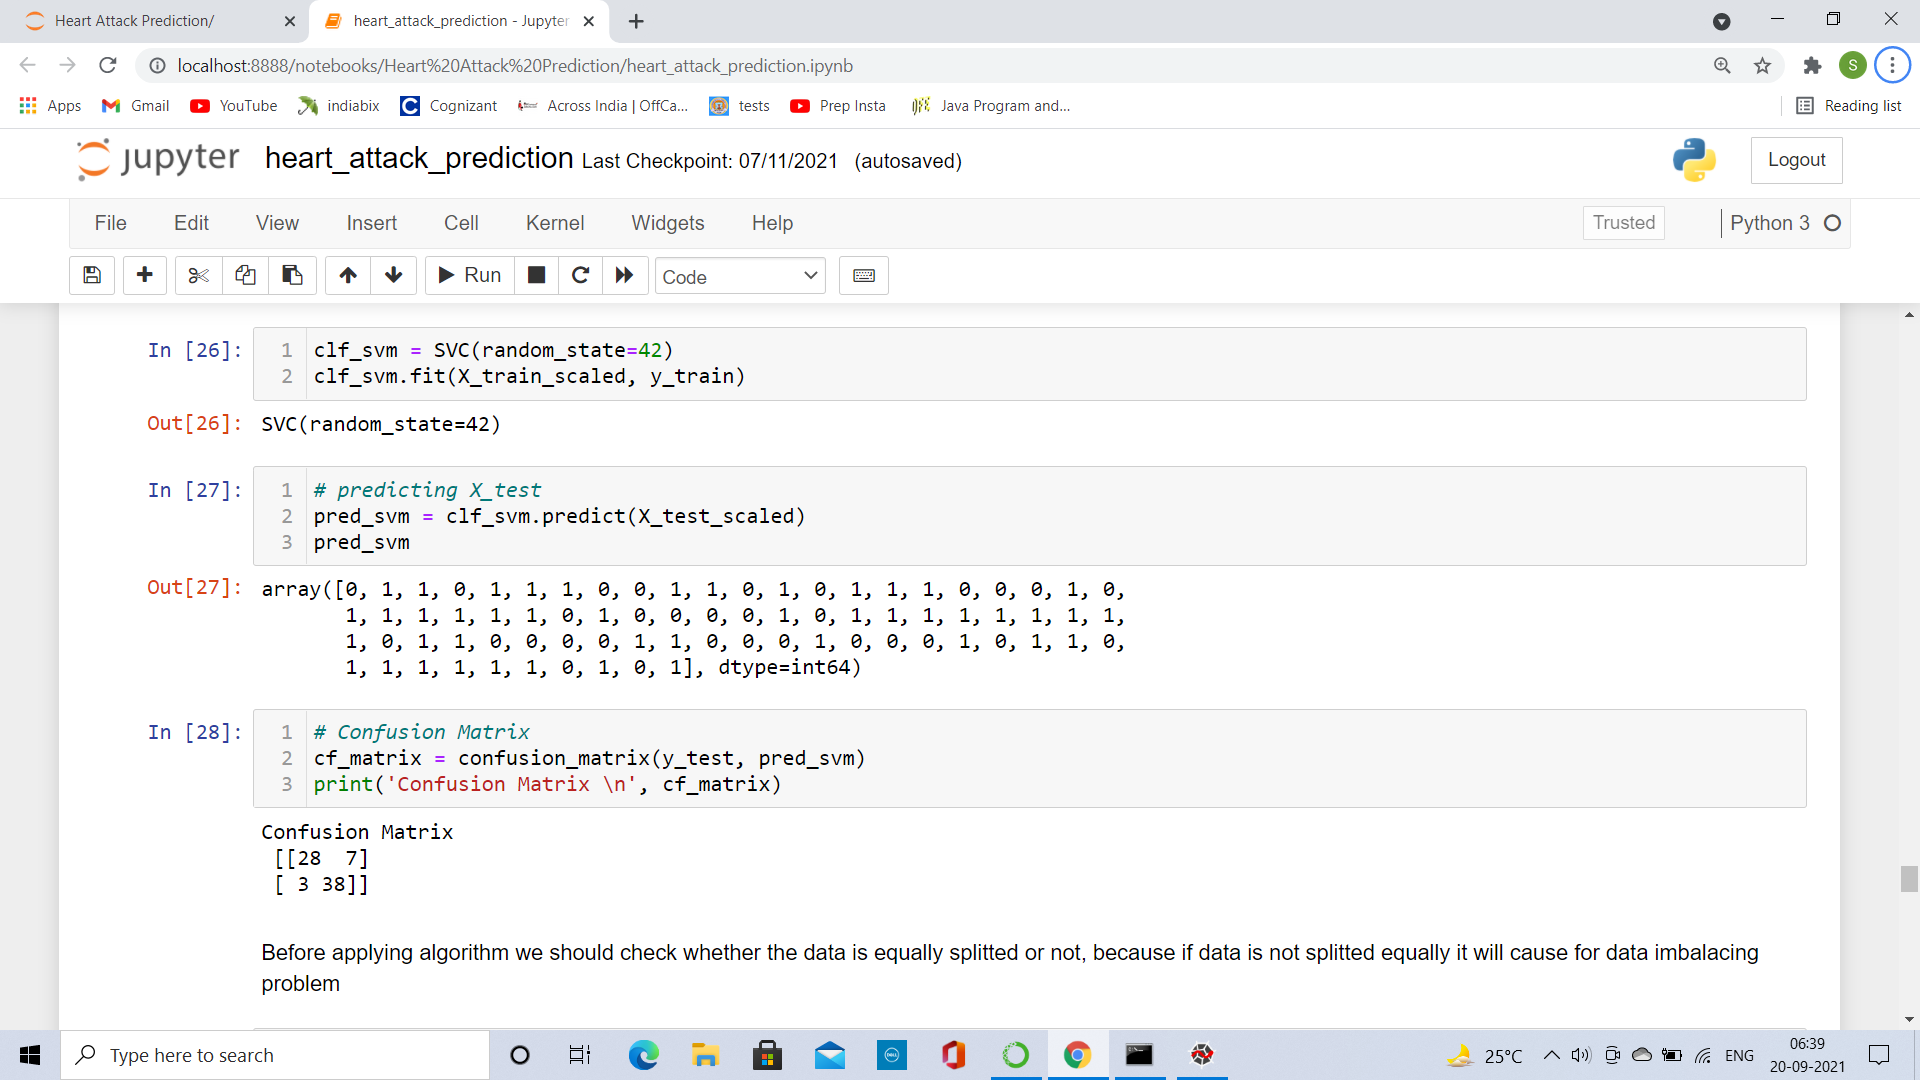 Heart Attack Prediction/
heart_attack_prediction - Jupyter
localhost:8888/notebooks/Heart%20Attack%20Prediction/heart_attack_prediction.ipynb
S
Apps Gmail YouTube indiabix Cognizant Across India | OffCa... tests Prep Insta Java Program and... Reading list
jupyter heart_attack_prediction Last Checkpoint: 07/11/2021 (autosaved) Logout
File Edit View Insert Cell Kernel Widgets Help Trusted Python 3
Run Code
In [26]: 1 clf_svm = SVC(random_state=42)
2 clf_svm.fit(X_train_scaled, y_train)
Out[26]: SVC(random_state=42)
In [27]: 1 # predicting X_test
2 pred_svm = clf_svm.predict(X_test_scaled)
3 pred_svm
Out[27]: array([0, 1, 1, 0, 1, 1, 1, 0, 0, 1, 1, 0, 1, 0, 1, 1, 1, 0, 0, 0, 1, 0,
1, 1, 1, 1, 1, 1, 0, 1, 0, 0, 0, 0, 1, 0, 1, 1, 1, 1, 1, 1, 1, 1,
1, 0, 1, 1, 0, 0, 0, 0, 1, 1, 0, 0, 0, 1, 0, 0, 0, 1, 0, 1, 1, 0,
1, 1, 1, 1, 1, 1, 0, 1, 0, 1], dtype=int64)
In [28]: 1 # Confusion Matrix
2 cf_matrix = confusion_matrix(y_test, pred_svm)
3 print('Confusion Matrix \n', cf_matrix)
Confusion Matrix
[[28  7]
[ 3 38]]
Before applying algorithm we should check whether the data is equally splitted or not, because if data is not splitted equally it will cause for data imbalacing
problem
Type here to search
25°C ENG
06:39
20-09-2021